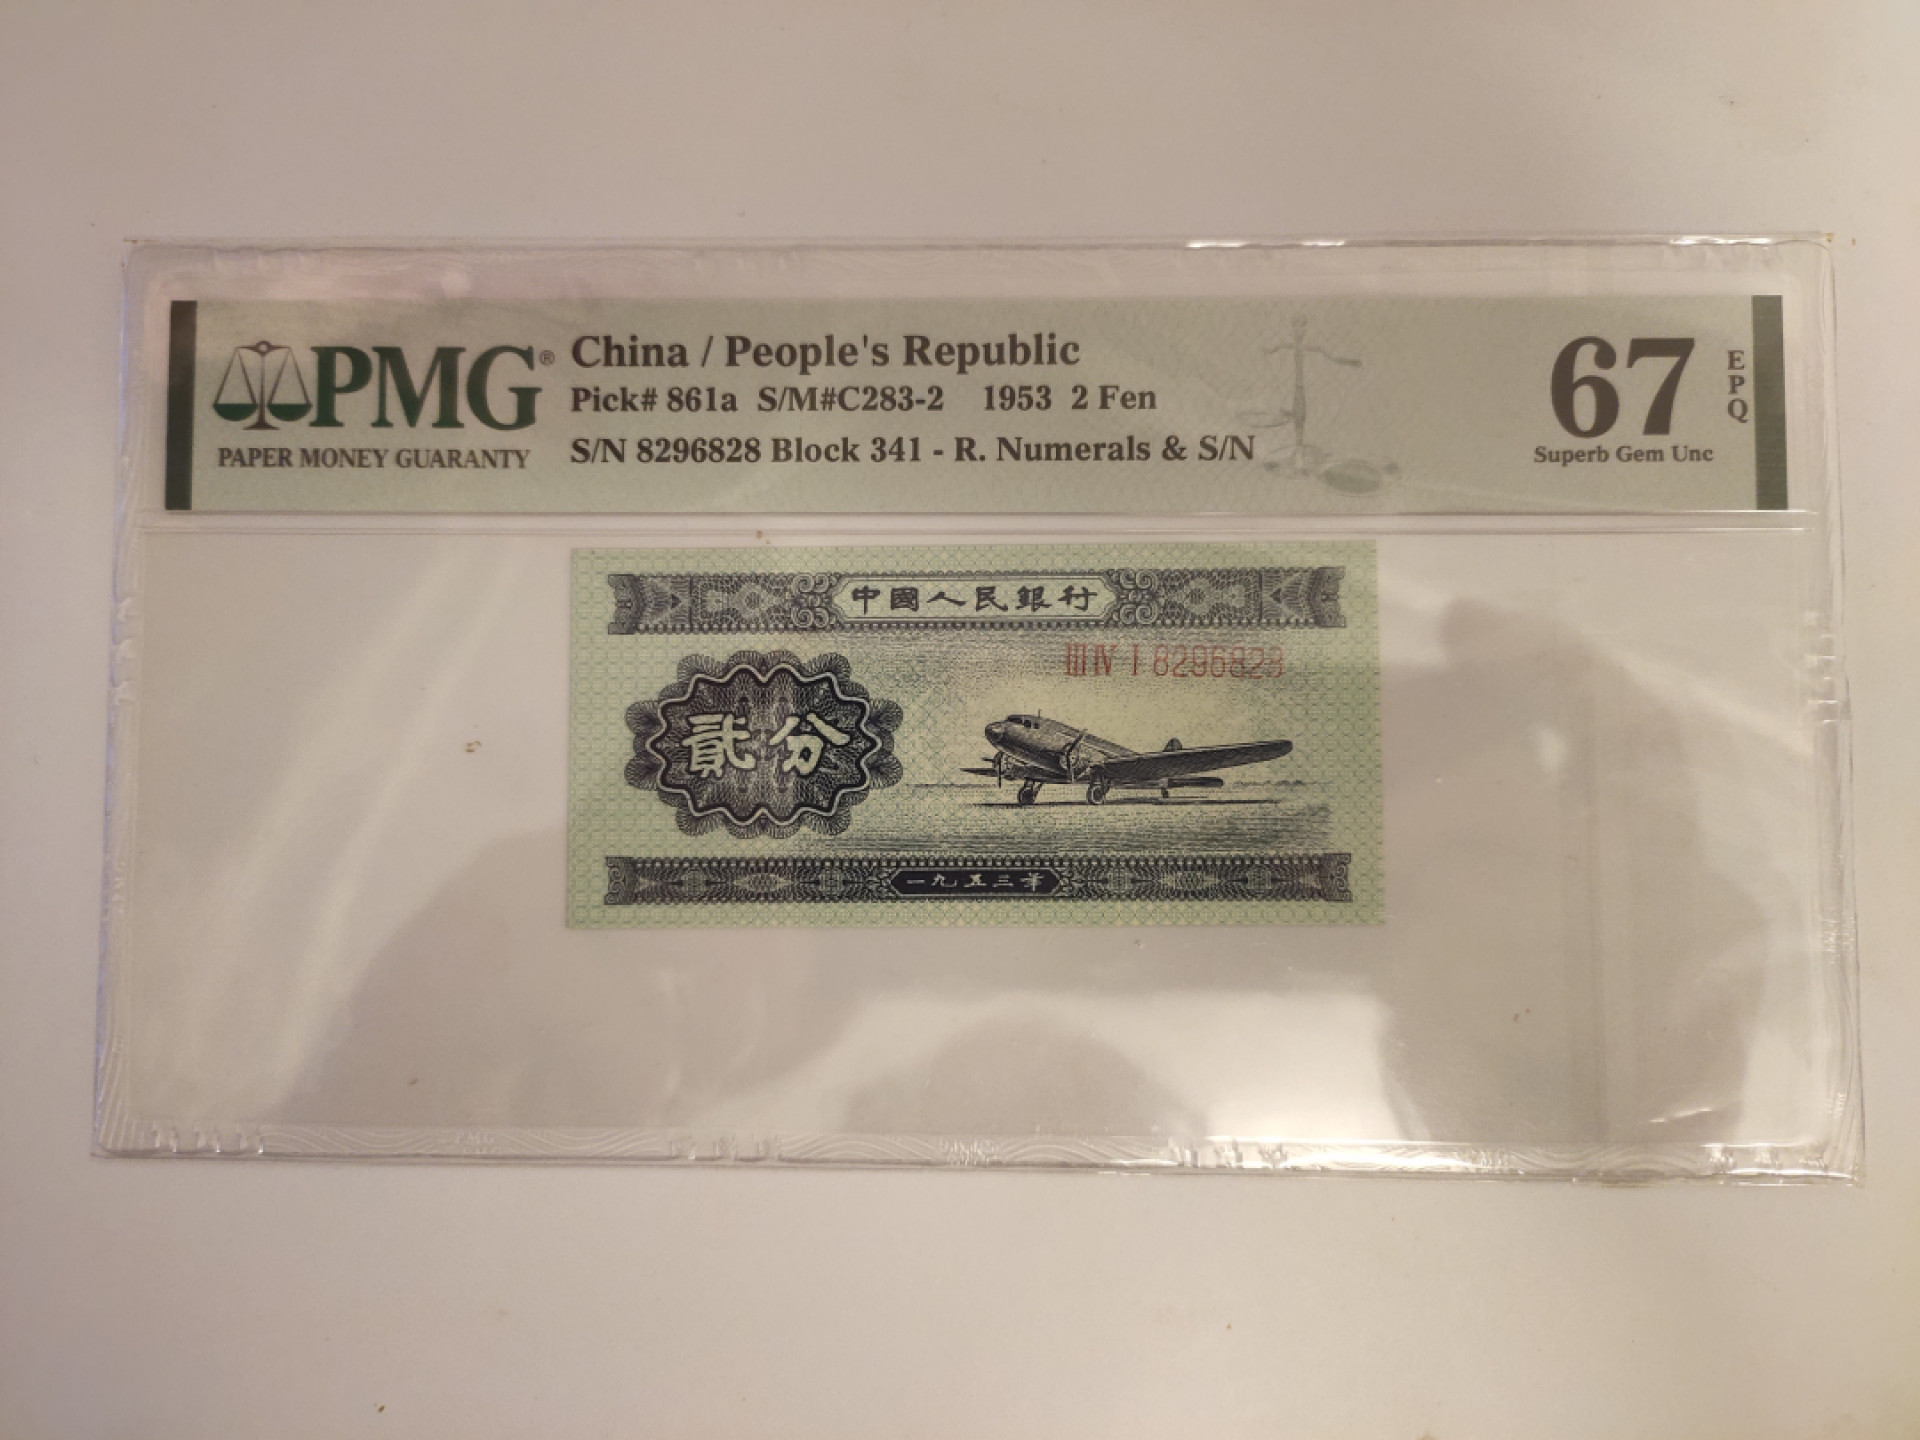 PMG®
PAPER MONEY GUARANTY
China / People's Republic
Pick# 861a S/M#C283-2 1953 2 Fen
S/N 8296828 Block 341 - R. Numerals & S/N
67
EPQ
Superb Gem Unc
中國人民銀行
III IV I 8296828
貳分
一九五三年
PMG